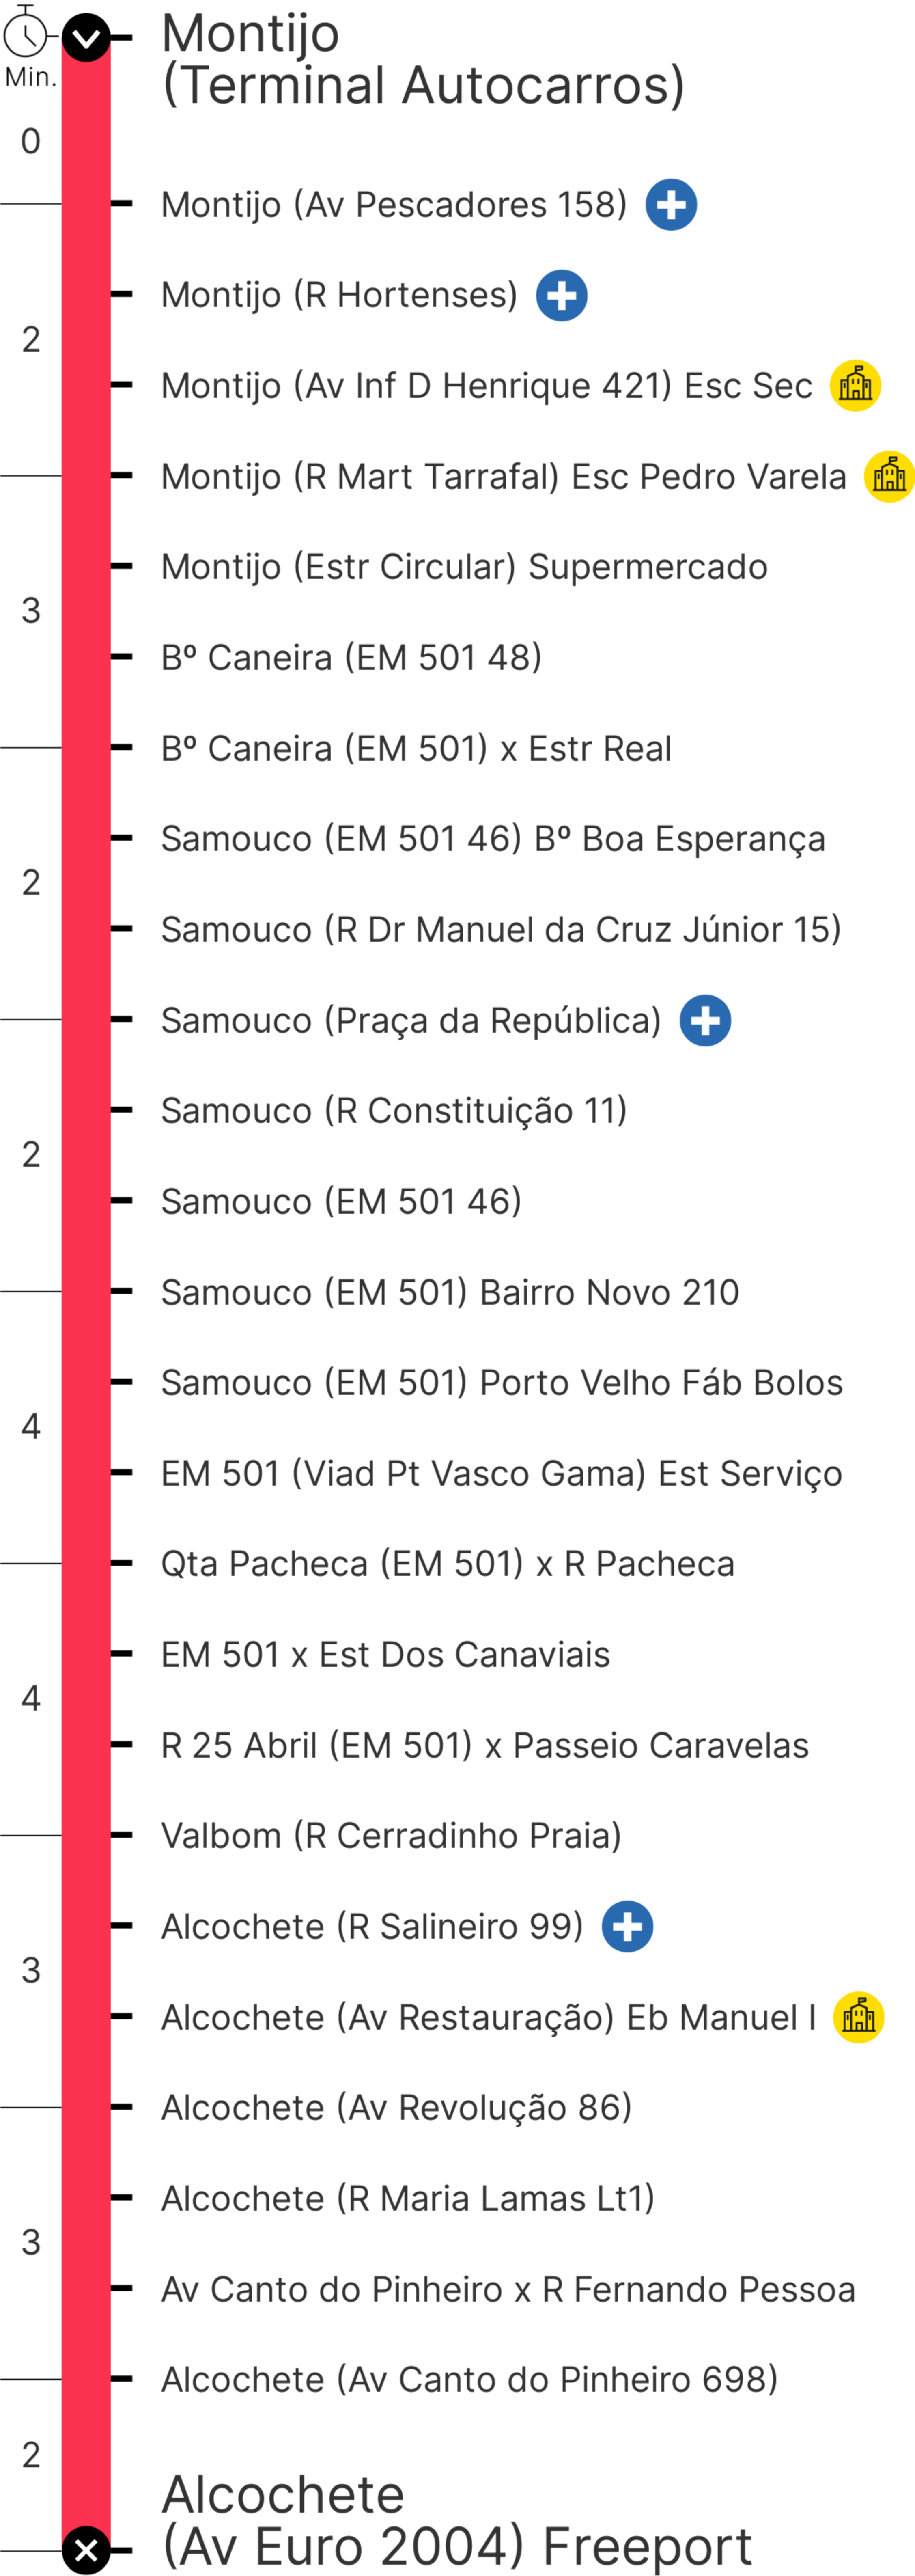 Montijo
(Terminal Autocarros)
Min.
0
Montijo (Av Pescadores 158)
Montijo (R Hortenses)
2
Montijo (Av Inf D Henrique 421) Esc Sec
Montijo (R Mart Tarrafal) Esc Pedro Varela
Montijo (Estr Circular) Supermercado
3
Bº Caneira (EM 501 48)
Bº Caneira (EM 501) x Estr Real
Samouco (EM 501 46) Bº Boa Esperança
2
Samouco (R Dr Manuel da Cruz Júnior 15)
Samouco (Praça da República)
Samouco (R Constituição 11)
2
Samouco (EM 501 46)
Samouco (EM 501) Bairro Novo 210
Samouco (EM 501) Porto Velho Fáb Bolos
4
EM 501 (Viad Pt Vasco Gama) Est Serviço
Qta Pacheca (EM 501) x R Pacheca
EM 501 x Est Dos Canaviais
4
R 25 Abril (EM 501) x Passeio Caravelas
Valbom (R Cerradinho Praia)
Alcochete (R Salineiro 99)
3
Alcochete (Av Restauração) Eb Manuel I
Alcochete (Av Revolução 86)
Alcochete (R Maria Lamas Lt1)
3
Av Canto do Pinheiro x R Fernando Pessoa
Alcochete (Av Canto do Pinheiro 698)
2
Alcochete
(Av Euro 2004) Freeport